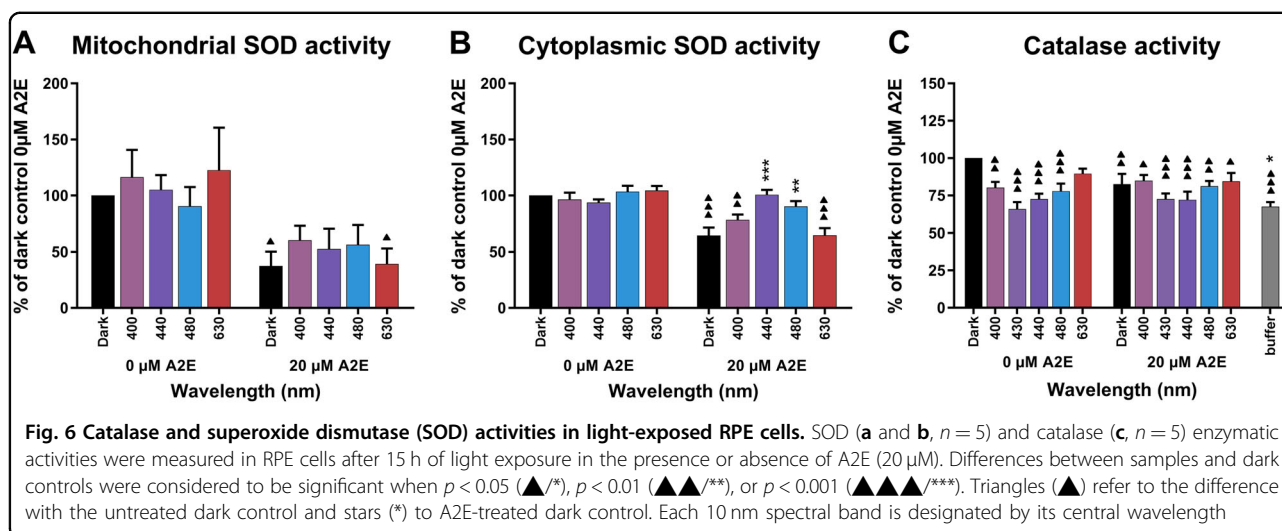 A Mitochondrial SOD activity
% of dark control 0µM A2E
200
150
100
50
0
▲
▲
Dark
400
440
480
630
Dark
400
440
480
630
0 µM A2E
20 µM A2E
Wavelength (nm)
B Cytoplasmic SOD activity
% of dark control 0µM A2E
200
150
100
50
0
▲▲▲
▲▲
***
**
▲▲▲
Dark
400
440
480
630
Dark
400
440
480
630
0 µM A2E
20 µM A2E
Wavelength (nm)
C Catalase activity
% of dark control 0µM A2E
150
125
100
75
50
25
0
▲▲
▲▲▲
▲▲▲
▲▲▲
▲▲
▲
▲▲▲
▲▲▲
▲▲
▲
*
▲▲▲
Dark
400
430
440
480
630
Dark
400
430
440
480
630
buffer
0 µM A2E
20 µM A2E
Wavelength (nm)
Fig. 6 Catalase and superoxide dismutase (SOD) activities in light-exposed RPE cells. SOD (a and b, n = 5) and catalase (c, n = 5) enzymatic
activities were measured in RPE cells after 15 h of light exposure in the presence or absence of A2E (20 µM). Differences between samples and dark
controls were considered to be significant when p < 0.05 (▲/*), p < 0.01 (▲▲/**), or p < 0.001 (▲▲▲/***). Triangles (▲) refer to the difference
with the untreated dark control and stars (*) to A2E-treated dark control. Each 10 nm spectral band is designated by its central wavelength